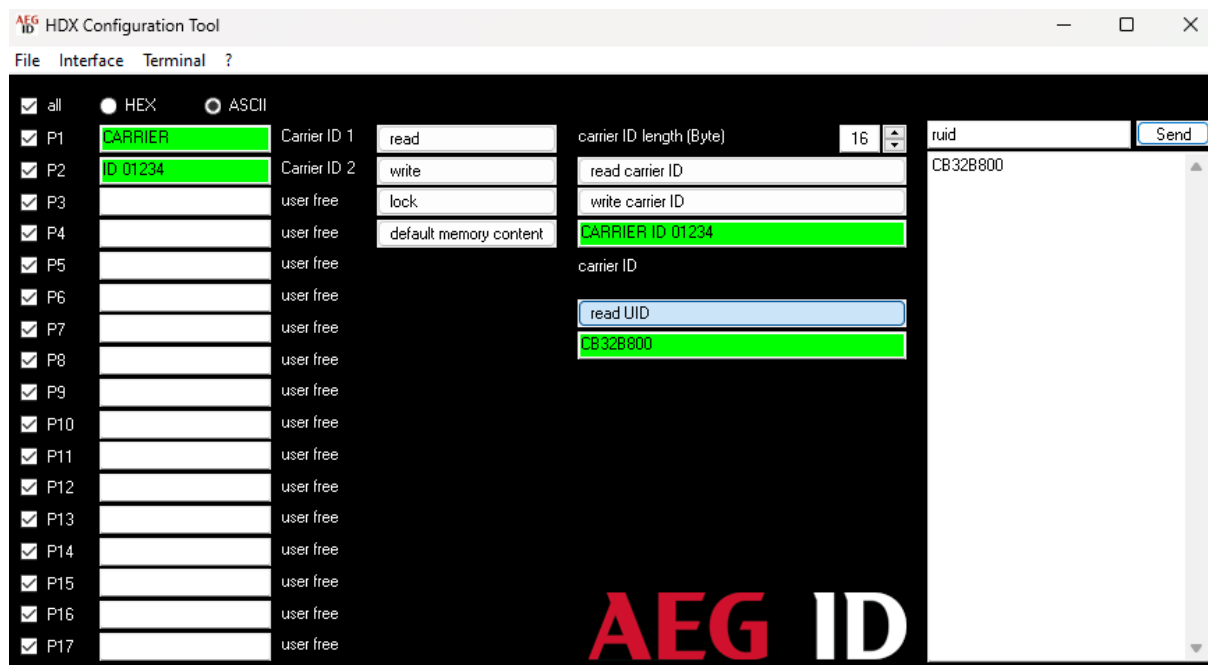 AEG ID HDX Configuration Tool
File Interface Terminal ?
all HEX ASCII
P1 CARRIER Carrier ID 1 read carrier ID length (Byte) 16 ruid Send
P2 ID 01234 Carrier ID 2 write read carrier ID CB32B800
P3 user free lock write carrier ID
P4 user free default memory content CARRIER ID 01234
P5 user free carrier ID
P6 user free
read UID
P7 user free
P8 user free CB32B800
P9 user free
P10 user free
P11 user free
P12 user free
P13 user free
P14 user free
P15 user free
P16 user free
P17 user free
AEG ID